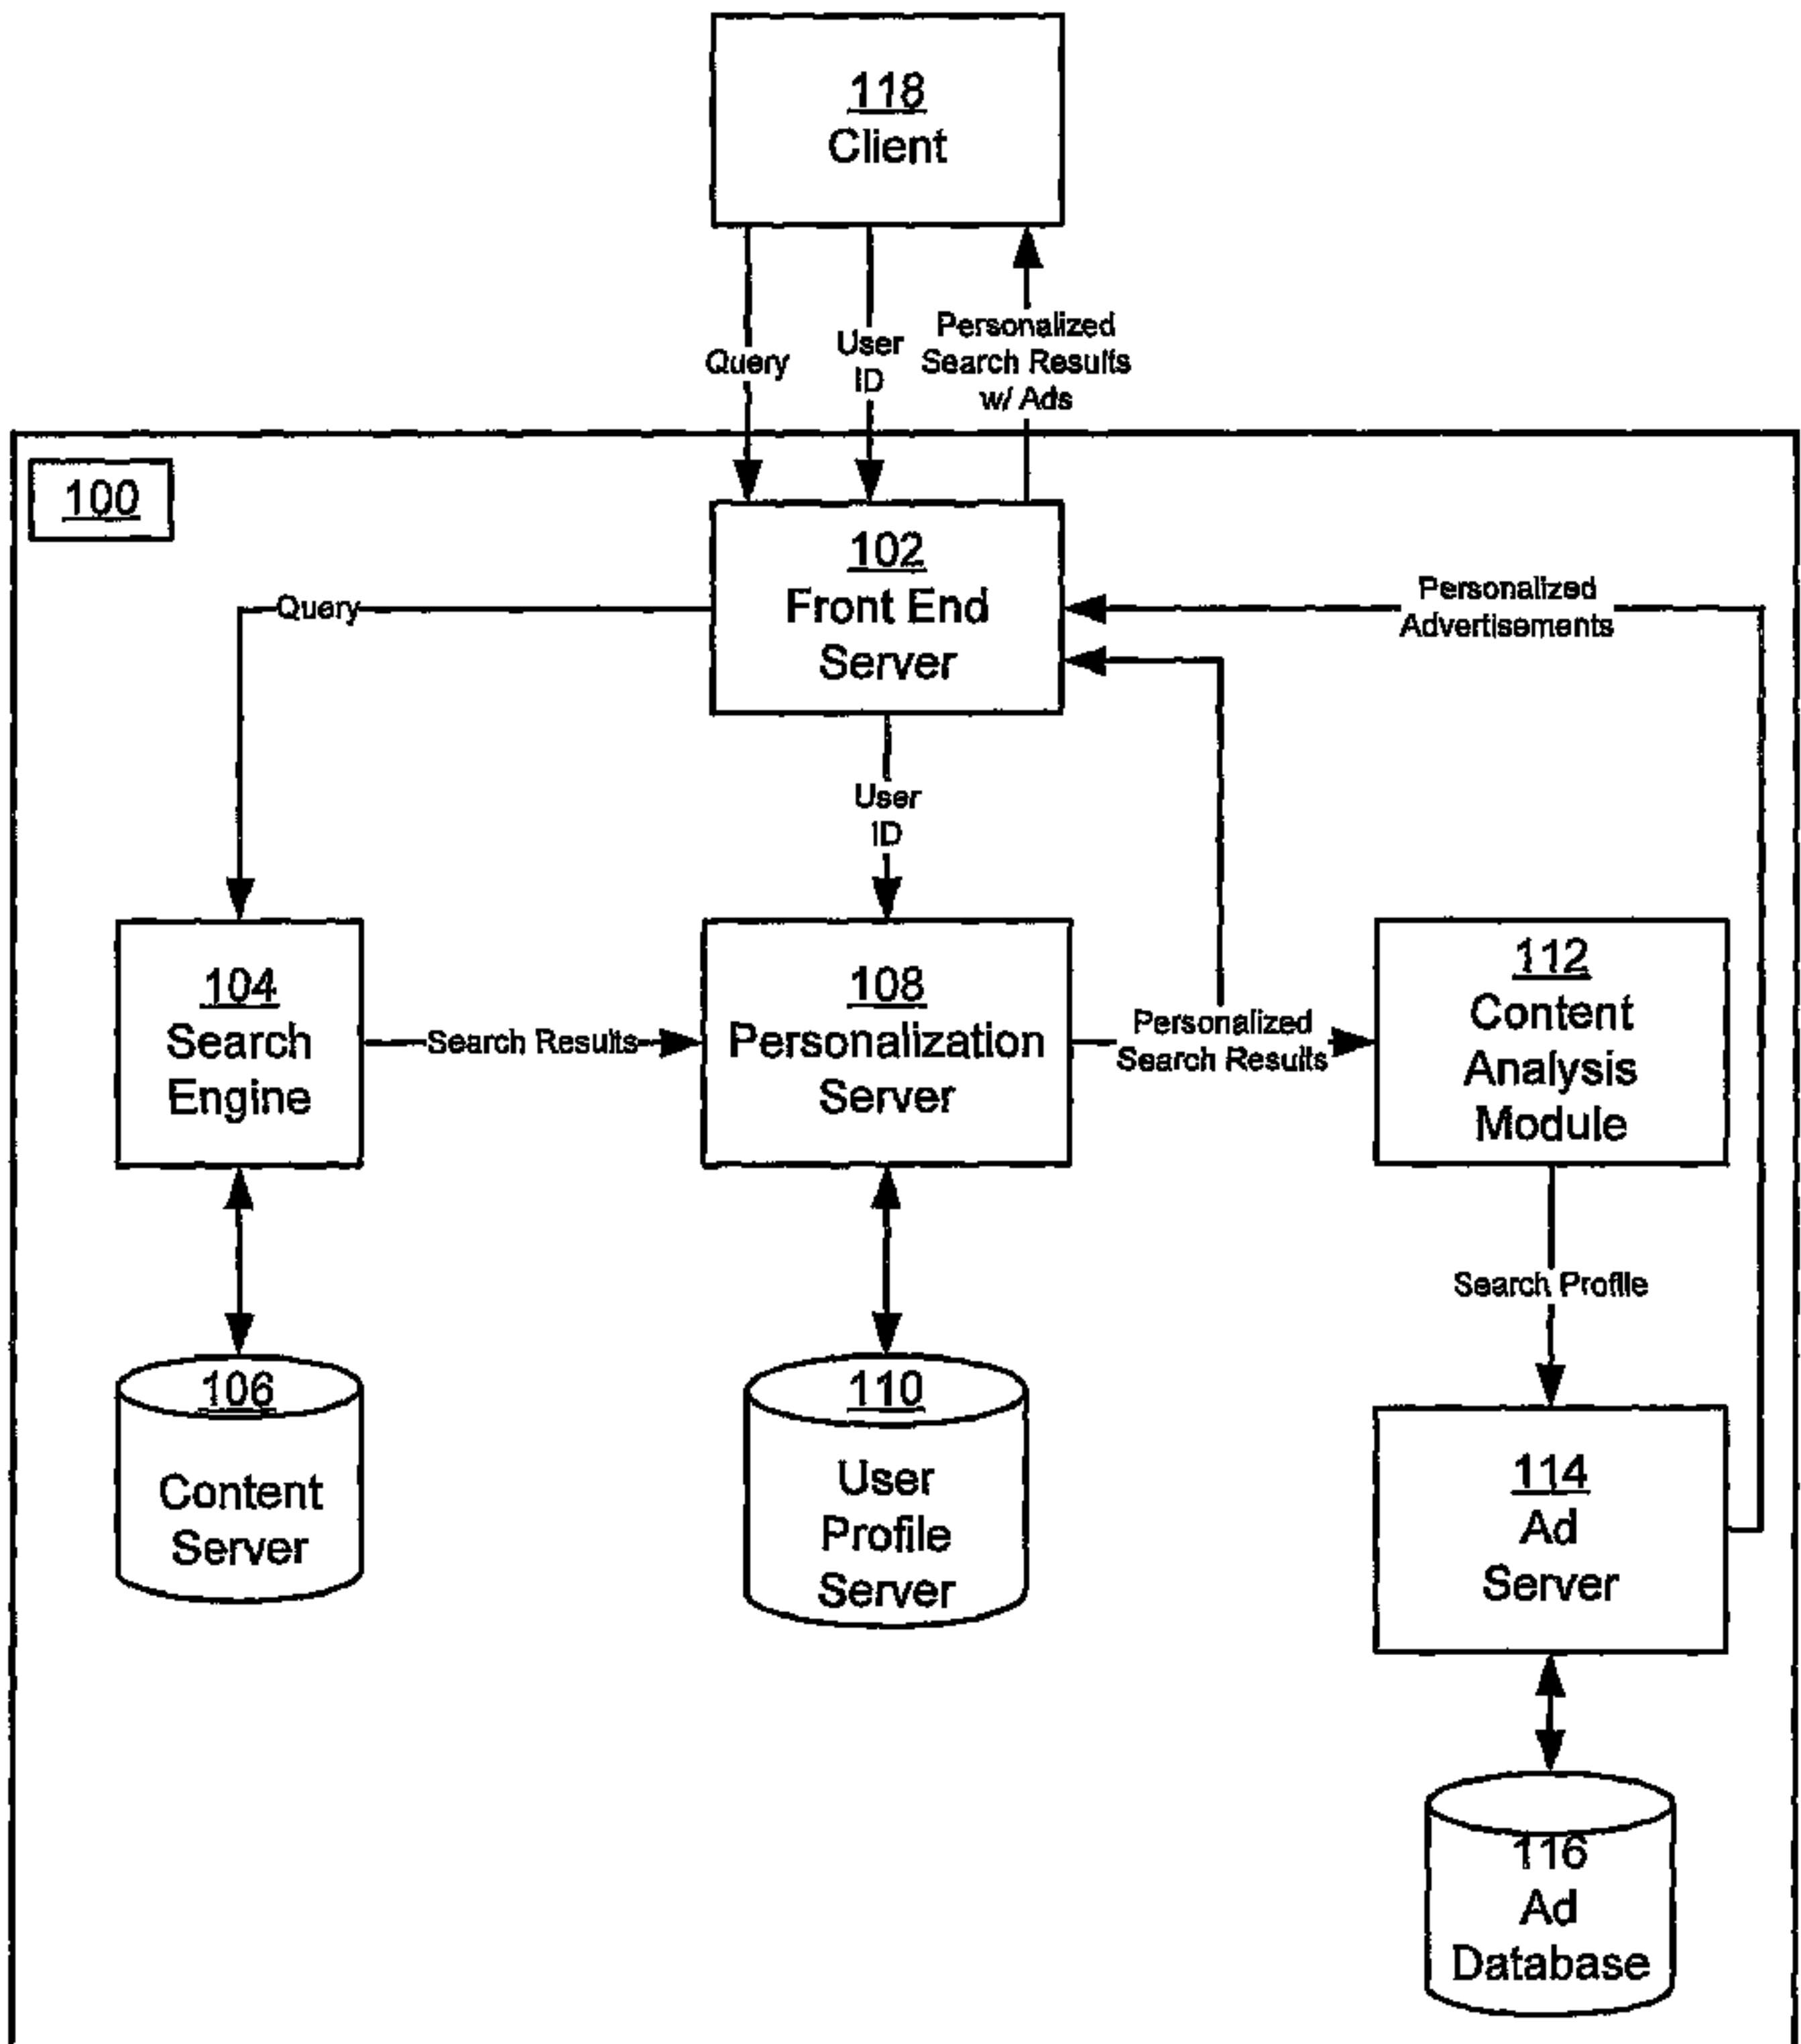 118
Client
Query
User
ID
Personalized
Search Results
w/ Ads
100
102
Front End
Server
Query
Personalized
Advertisements
User
ID
104
Search
Engine
Search Results
108
Personalization
Server
Personalized
Search Results
112
Content
Analysis
Module
Search Profile
106
Content
Server
110
User
Profile
Server
114
Ad
Server
116
Ad
Database